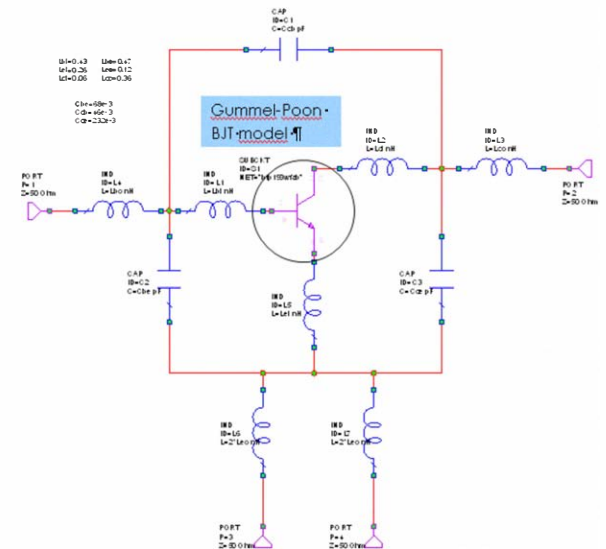 CAP
ID=C1
C=Ccb pF
Lbi=0.43 Lbo=0.47
Lei=0.26 Leo=0.12
Lci=0.06 Lco=0.36
Cbe=68e-3
Ccb=46e-3
Cce=232e-3
Gummel-Poon·
BJT·model·¶
IND
ID=L2
L=Lci nH
IND
ID=L3
L=Lco nH
SUBCKT
ID=Q1
PORT
P=1
Z=50 Ohm
IND
ID=L4
L=Lbo nH
IND
ID=L1
L=Lbi nH
PORT
P=2
Z=50 Ohm
CAP
ID=C2
C=Cbe pF
CAP
ID=C3
C=Cce pF
IND
ID=L5
L=Lei nH
IND
ID=L6
L=2*Leo nH
IND
ID=L7
L=2*Leo nH
PORT
P=3
Z=50 Ohm
PORT
P=4
Z=50 Ohm